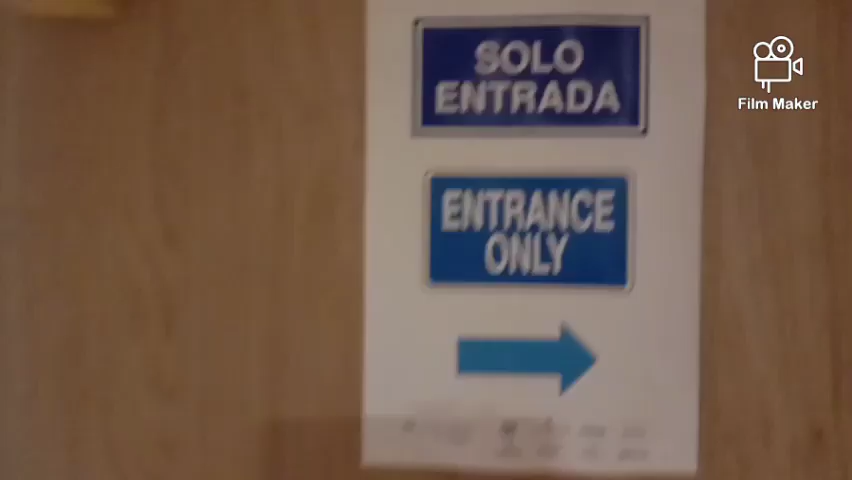 SOLO
ENTRADA
Film Maker
ENTRANCE
ONLY